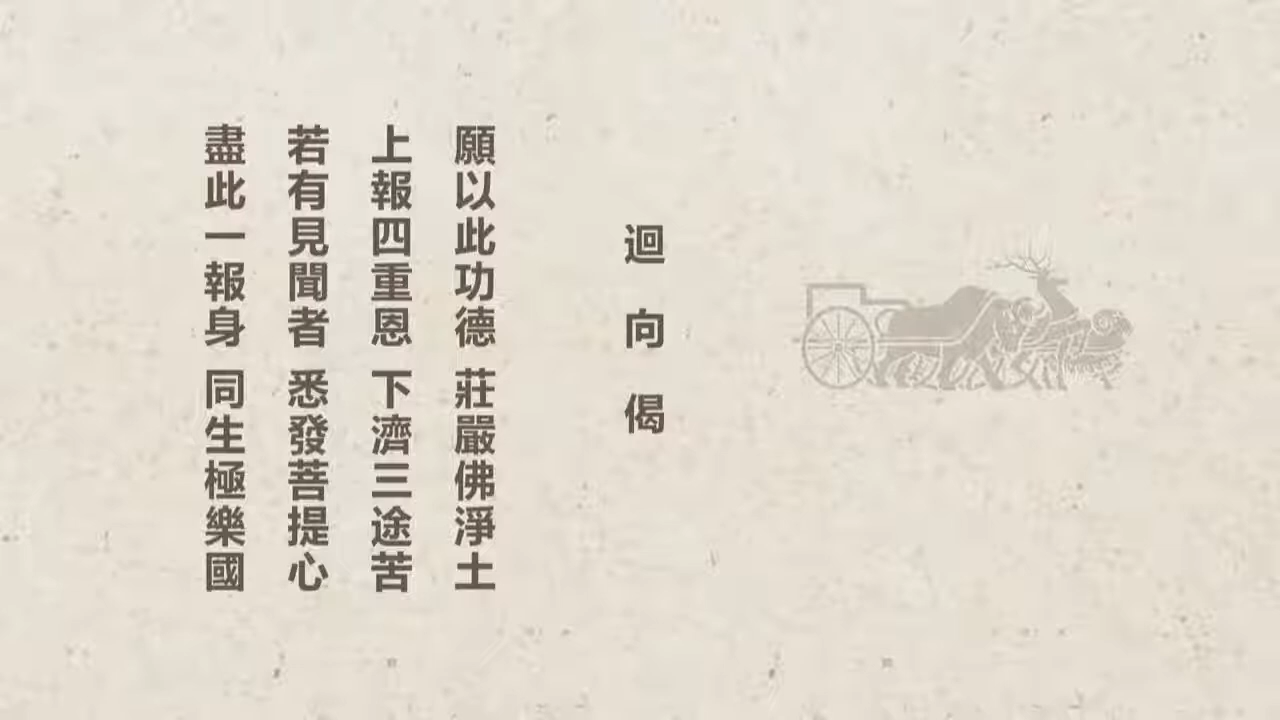 迴向偈
願以此功德 莊嚴佛淨土
上報四重恩 下濟三途苦
若有見聞者 悉發菩提心
盡此一報身 同生極樂國